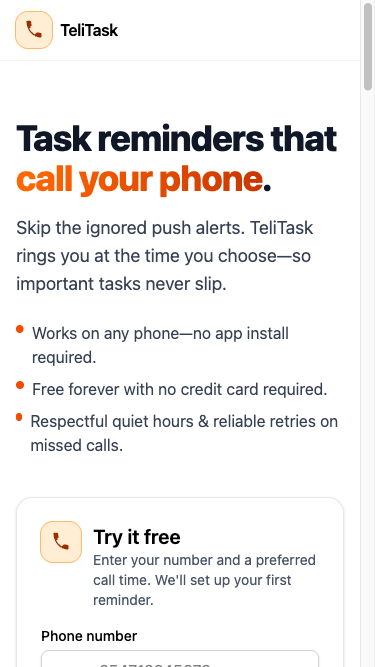 TeliTask
Task reminders that
call your phone.
Skip the ignored push alerts. TeliTask
rings you at the time you choose—so
important tasks never slip.
Works on any phone—no app install
required.
Free forever with no credit card required.
Respectful quiet hours & reliable retries on
missed calls.
Try it free
Enter your number and a preferred
call time. We'll set up your first
reminder.
Phone number